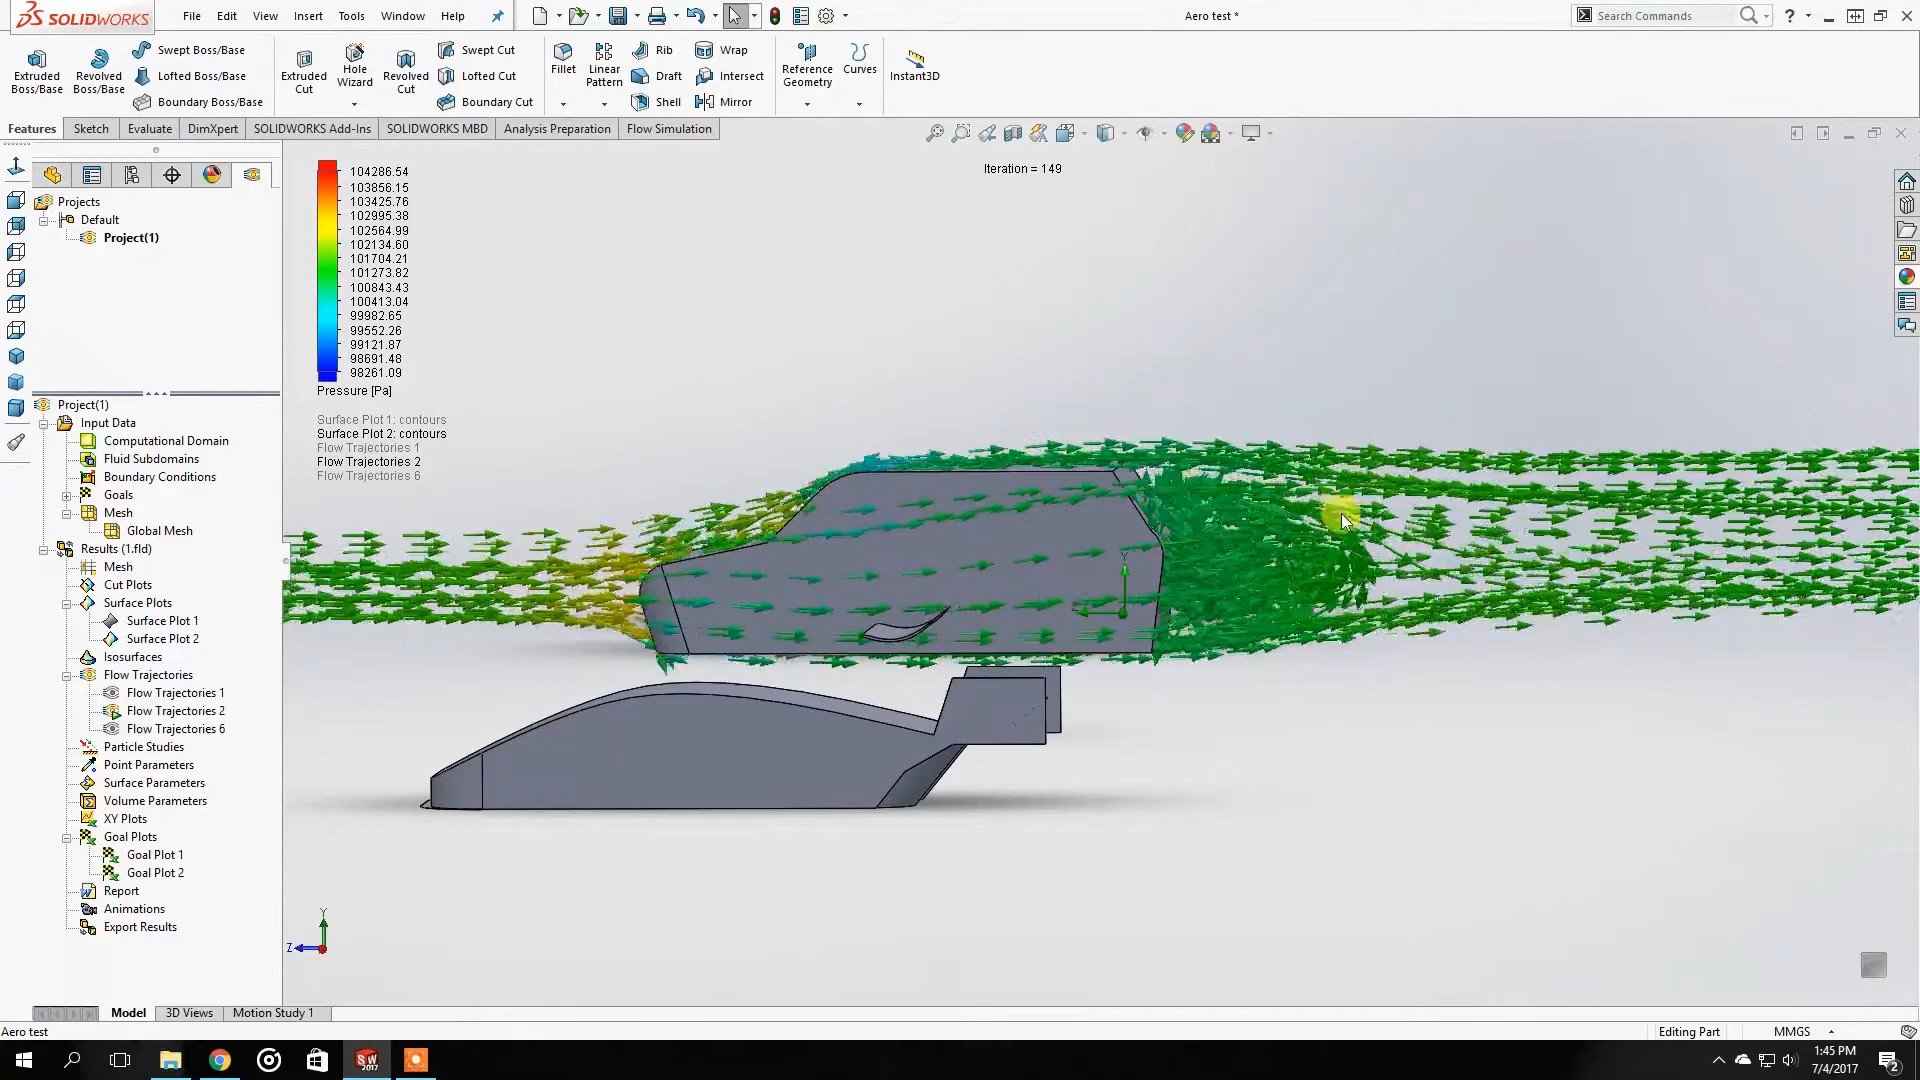 SOLIDWORKS
File Edit View Insert Tools Window Help
Aero test *
Search Commands
Extruded Boss/Base
Revolved Boss/Base
Swept Boss/Base
Lofted Boss/Base
Boundary Boss/Base
Extruded Cut
Hole Wizard
Revolved Cut
Swept Cut
Lofted Cut
Boundary Cut
Fillet
Linear Pattern
Rib
Draft
Shell
Wrap
Intersect
Mirror
Reference Geometry
Curves
Instant3D
Features Sketch Evaluate DimXpert SOLIDWORKS Add-Ins SOLIDWORKS MBD Analysis Preparation Flow Simulation
Projects
Default
Project(1)
Project(1)
Input Data
Computational Domain
Fluid Subdomains
Boundary Conditions
Goals
Mesh
Global Mesh
Results (1.fld)
Mesh
Cut Plots
Surface Plots
Surface Plot 1
Surface Plot 2
Isosurfaces
Flow Trajectories
Flow Trajectories 1
Flow Trajectories 2
Flow Trajectories 6
Particle Studies
Point Parameters
Surface Parameters
Volume Parameters
XY Plots
Goal Plots
Goal Plot 1
Goal Plot 2
Report
Animations
Export Results
Iteration = 149
104286.54
103856.15
103425.76
102995.38
102564.99
102134.60
101704.21
101273.82
100843.43
100413.04
99982.65
99552.26
99121.87
98691.48
98261.09
Pressure [Pa]
Surface Plot 1: contours
Surface Plot 2: contours
Flow Trajectories 1
Flow Trajectories 2
Flow Trajectories 6
Y
Y
Z
Model 3D Views Motion Study 1
Aero test
Editing Part
MMGS
SW
2017
1:45 PM
7/4/2017
2